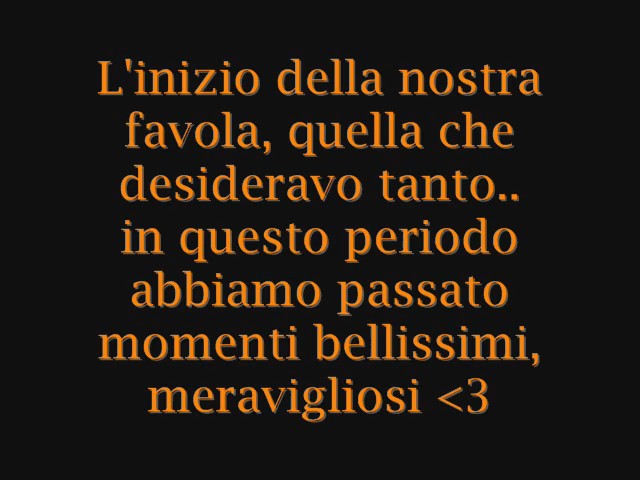 L'inizio della nostra
favola, quella che
desideravo tanto..
in questo periodo
abbiamo passato
momenti bellissimi,
meravigliosi <3